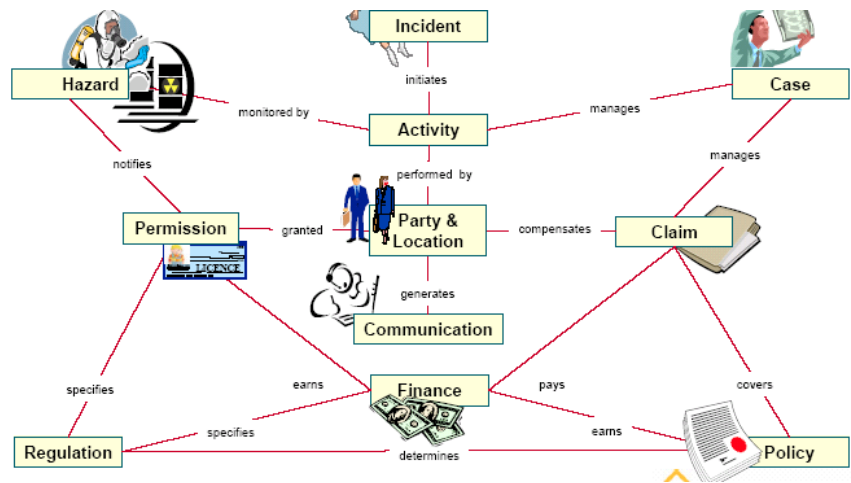 Incident
Hazard
Case
initiates
monitored by
manages
Activity
notifies
manages
performed by
Permission
granted
Party &
Location
compensates
Claim
LICENCE
generates
Communication
specifies
earns
Finance
pays
covers
specifies
earns
Regulation
determines
Policy